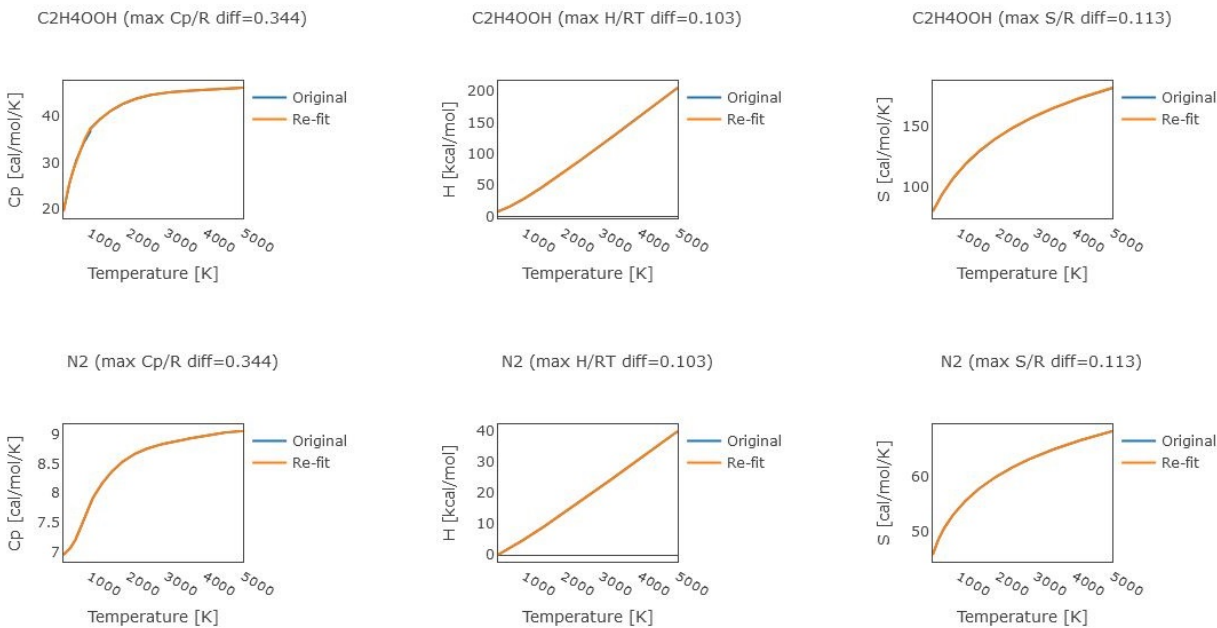 C2H4OOH (max Cp/R diff=0.344)
C2H4OOH (max H/RT diff=0.103)
C2H4OOH (max S/R diff=0.113)
Cp [cal/mol/K]
40
30
20
1000
2000
3000
4000
5000
Temperature [K]
Original
Re-fit
H [kcal/mol]
200
150
100
50
0
1000
2000
3000
4000
5000
Temperature [K]
Original
Re-fit
S [cal/mol/K]
150
100
1000
2000
3000
4000
5000
Temperature [K]
Original
Re-fit
N2 (max Cp/R diff=0.344)
N2 (max H/RT diff=0.103)
N2 (max S/R diff=0.113)
Cp [cal/mol/K]
9
8.5
8
7.5
7
1000
2000
3000
4000
5000
Temperature [K]
Original
Re-fit
H [kcal/mol]
40
30
20
10
0
1000
2000
3000
4000
5000
Temperature [K]
Original
Re-fit
S [cal/mol/K]
60
50
1000
2000
3000
4000
5000
Temperature [K]
Original
Re-fit